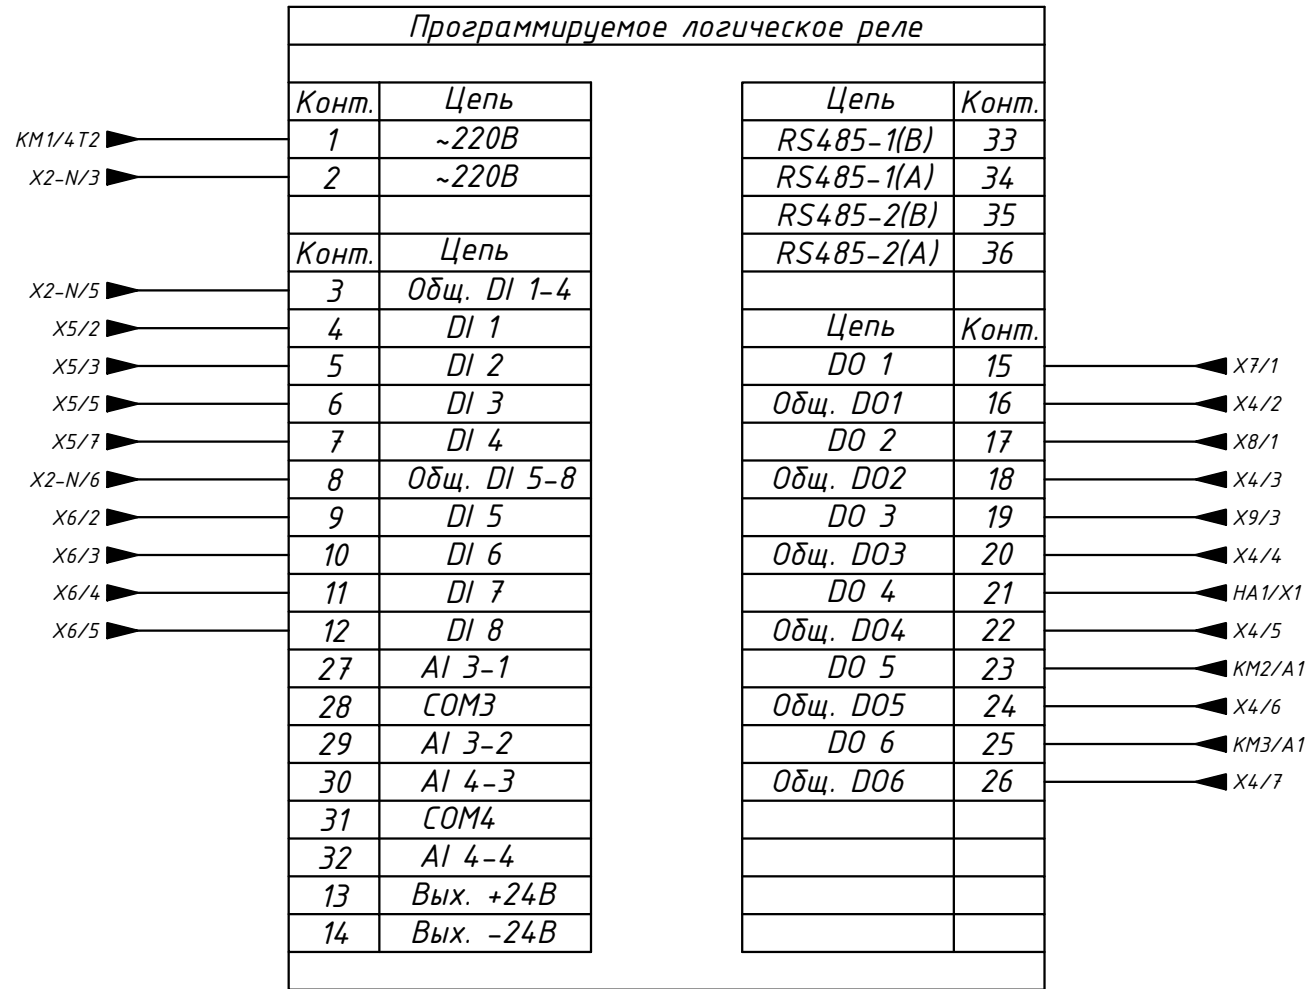 Программируемое логическое реле
Конт. Цепь Цепь Конт.
KM1/4T2 1 ~220В RS485-1(B) 33
X2-N/3 2 ~220В RS485-1(A) 34
RS485-2(B) 35
Конт. Цепь RS485-2(A) 36
X2-N/5 3 Общ. DI 1-4
X5/2 4 DI 1 Цепь Конт.
X5/3 5 DI 2 DO 1 15 X7/1
X5/5 6 DI 3 Общ. DO1 16 X4/2
X5/7 7 DI 4 DO 2 17 X8/1
X2-N/6 8 Общ. DI 5-8 Общ. DO2 18 X4/3
X6/2 9 DI 5 DO 3 19 X9/3
X6/3 10 DI 6 Общ. DO3 20 X4/4
X6/4 11 DI 7 DO 4 21 HA1/X1
X6/5 12 DI 8 Общ. DO4 22 X4/5
27 AI 3-1 DO 5 23 KM2/A1
28 COM3 Общ. DO5 24 X4/6
29 AI 3-2 DO 6 25 KM3/A1
30 AI 4-3 Общ. DO6 26 X4/7
31 COM4
32 AI 4-4
13 Вых. +24В
14 Вых. -24В